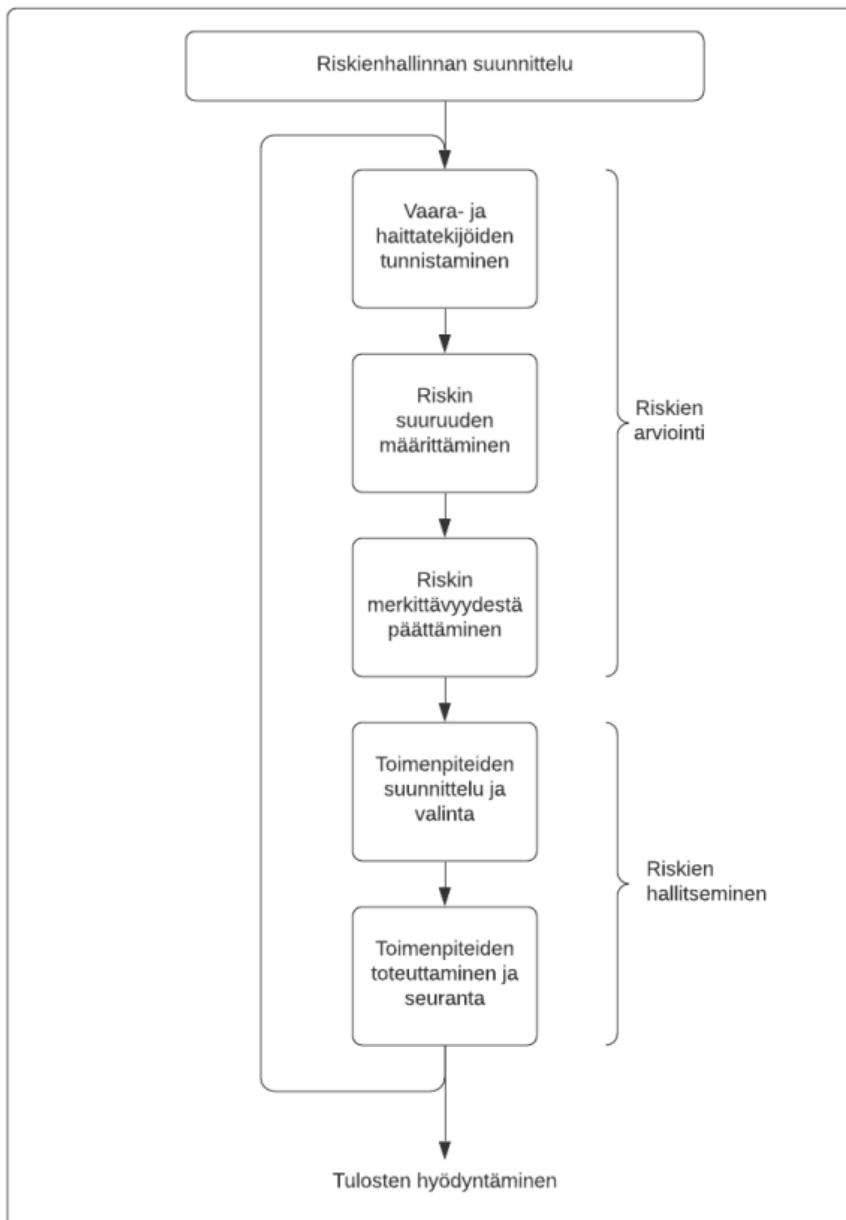 Riskienhallinnan suunnittelu
Vaara- ja
haittatekijöiden
tunnistaminen
Riskin
suuruuden
määrittäminen
Riskien
arviointi
Riskin
merkittävyydestä
päättäminen
Toimenpiteiden
suunnittelu ja
valinta
Riskien
hallitseminen
Toimenpiteiden
toteuttaminen ja
seuranta
Tulosten hyödyntäminen